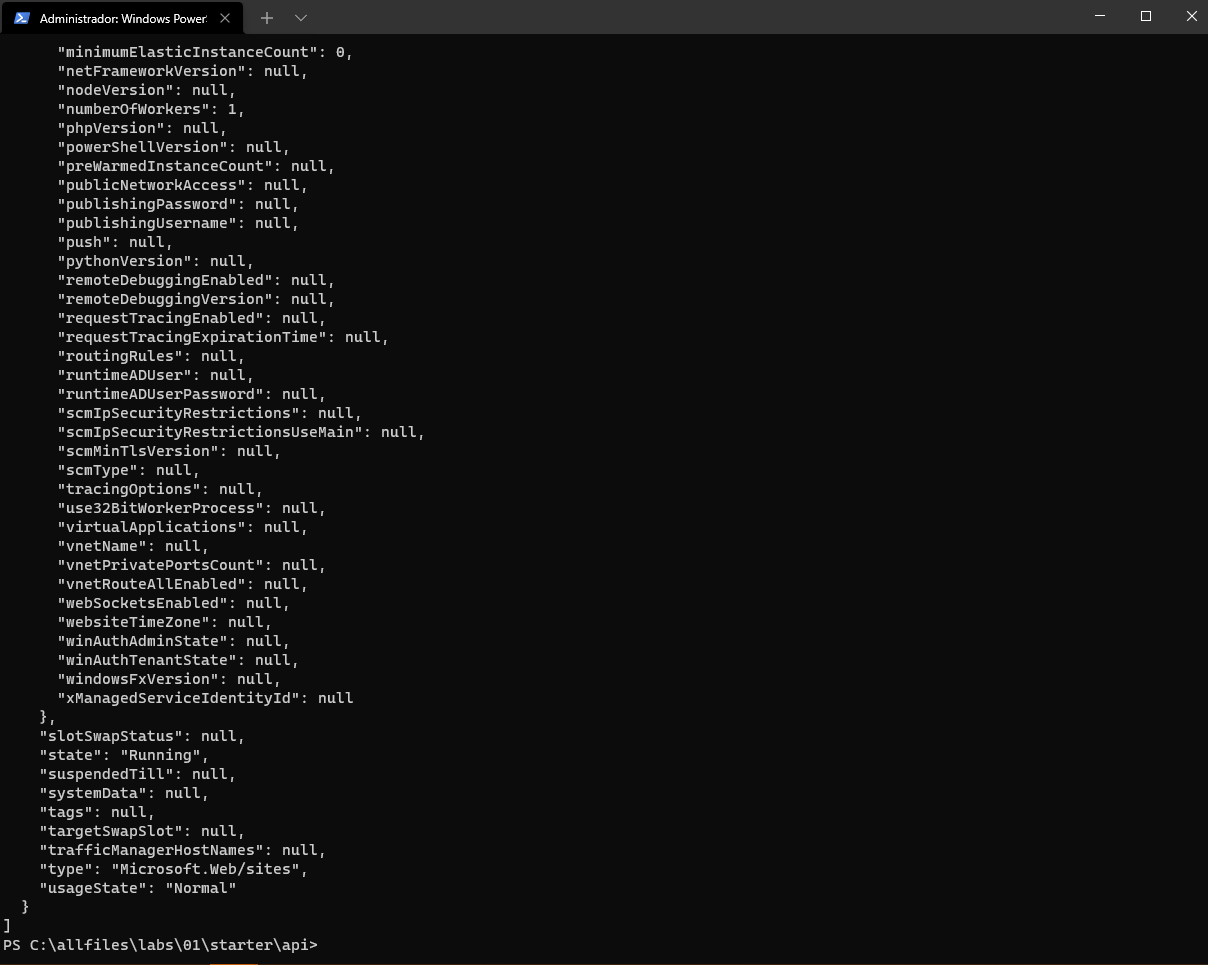 Administrador: Windows Power
"minimumElasticInstanceCount": 0,
"netFrameworkVersion": null,
"nodeVersion": null,
"numberOfWorkers": 1,
"phpVersion": null,
"powerShellVersion": null,
"preWarmedInstanceCount": null,
"publicNetworkAccess": null,
"publishingPassword": null,
"publishingUsername": null,
"push": null,
"pythonVersion": null,
"remoteDebuggingEnabled": null,
"remoteDebuggingVersion": null,
"requestTracingEnabled": null,
"requestTracingExpirationTime": null,
"routingRules": null,
"runtimeADUser": null,
"runtimeADUserPassword": null,
"scmIpSecurityRestrictions": null,
"scmIpSecurityRestrictionsUseMain": null,
"scmMinTlsVersion": null,
"scmType": null,
"tracingOptions": null,
"use32BitWorkerProcess": null,
"virtualApplications": null,
"vnetName": null,
"vnetPrivatePortsCount": null,
"vnetRouteAllEnabled": null,
"webSocketsEnabled": null,
"websiteTimeZone": null,
"winAuthAdminState": null,
"winAuthTenantState": null,
"windowsFxVersion": null,
"xManagedServiceIdentityId": null
},
"slotSwapStatus": null,
"state": "Running",
"suspendedTill": null,
"systemData": null,
"tags": null,
"targetSwapSlot": null,
"trafficManagerHostNames": null,
"type": "Microsoft.Web/sites",
"usageState": "Normal"
}
]
PS C:\allfiles\labs\01\starter\api>